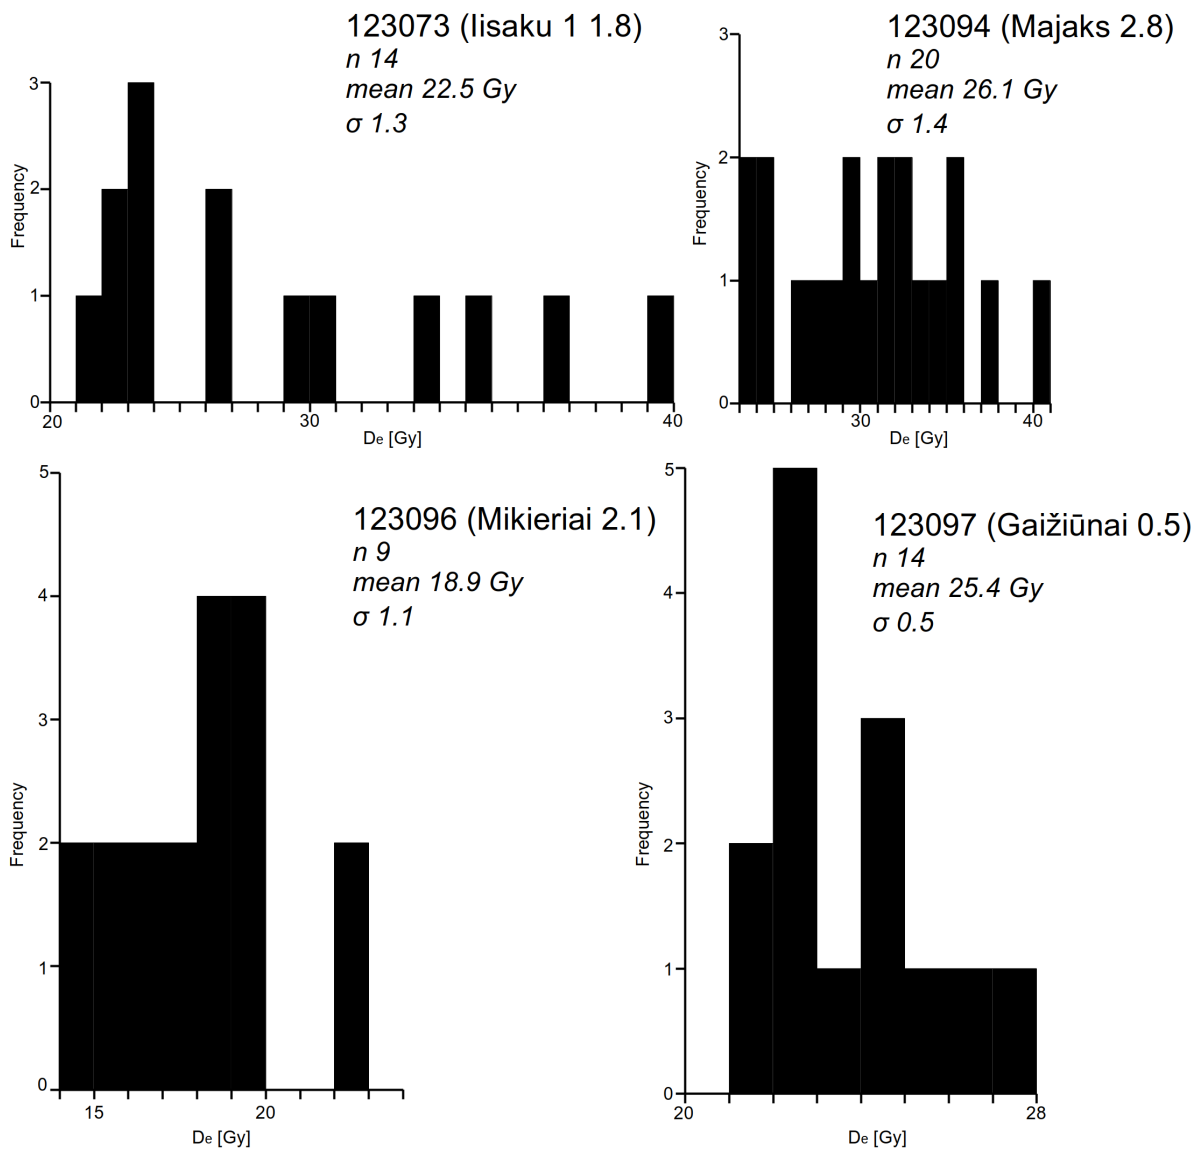 123073 (Iisaku 1 1.8)
n 14
mean 22.5 Gy
σ 1.3
3
2
1
0
Frequency
20
30
40
De [Gy]
123094 (Majaks 2.8)
n 20
mean 26.1 Gy
σ 1.4
3
2
1
0
Frequency
30
40
De [Gy]
123096 (Mikieriai 2.1)
n 9
mean 18.9 Gy
σ 1.1
5
4
3
2
1
0
Frequency
15
20
De [Gy]
123097 (Gaižiūnai 0.5)
n 14
mean 25.4 Gy
σ 0.5
5
4
3
2
1
0
Frequency
20
28
De [Gy]